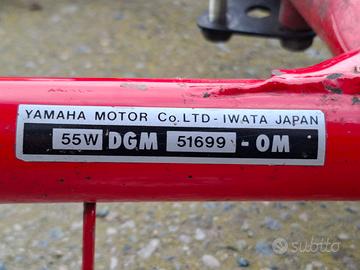 YAMAHA MOTOR Co.LTD - IWATA JAPAN
55W DGM 51699 - OM
subito